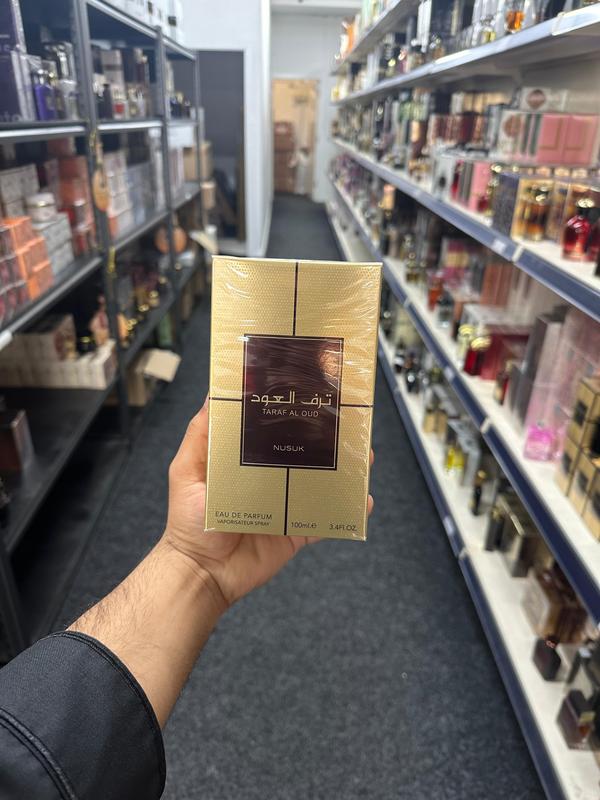 ترف العود
TARAF AL OUD
NUSUK
EAU DE PARFUM
VAPORISATEUR SPRAY
100ml.e 3.4Fl.OZ.